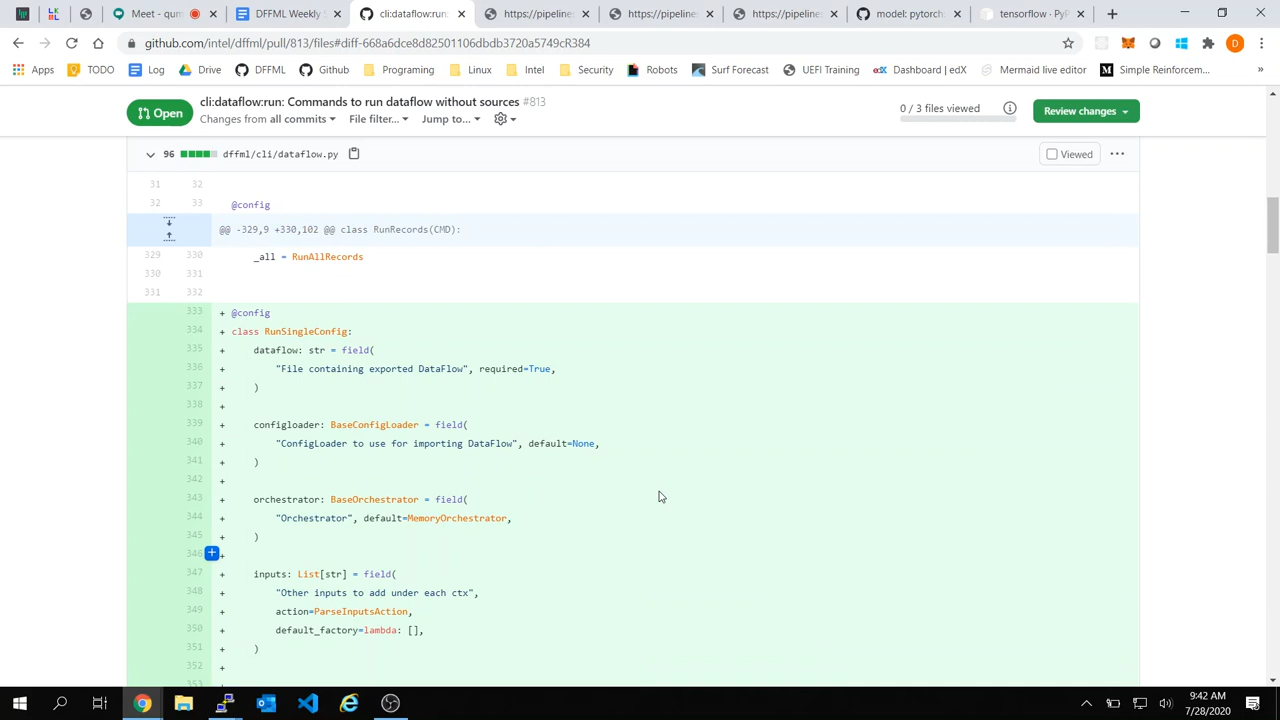 Meet - qum
DFFML Weekly S
cli:dataflow:run:
https://pipelines
https://pipelines
https://pipelines
model: pytorc
tensorflow · PyP
github.com/intel/dffml/pull/813/files#diff-668a6dce8d82501106d1db3720a5749cR384
D
Apps
TODO
Log
Drive
DFFML
Github
Programing
Linux
Intel
Security
Robots
Surf Forecast
UEFI Training
Dashboard | edX
Mermaid live editor
Simple Reinforcem...
»
Open
cli:dataflow:run: Commands to run dataflow without sources #813
Changes from all commits
File filter...
Jump to...
0 / 3 files viewed
Review changes
96
dffml/cli/dataflow.py
Viewed
31 32
32 33 @config
@@ -329,9 +330,102 @@ class RunRecords(CMD):
329 330 _all = RunAllRecords
330 331
331 332
333 + @config
334 + class RunSingleConfig:
335 + dataflow: str = field(
336 + "File containing exported DataFlow", required=True,
337 + )
338 +
339 + configloader: BaseConfigLoader = field(
340 + "ConfigLoader to use for importing DataFlow", default=None,
341 + )
342 +
343 + orchestrator: BaseOrchestrator = field(
344 + "Orchestrator", default=MemoryOrchestrator,
345 + )
346 +
347 + inputs: List[str] = field(
348 + "Other inputs to add under each ctx",
349 + action=ParseInputsAction,
350 + default_factory=lambda: [],
351 + )
352 +
9:42 AM
7/28/2020